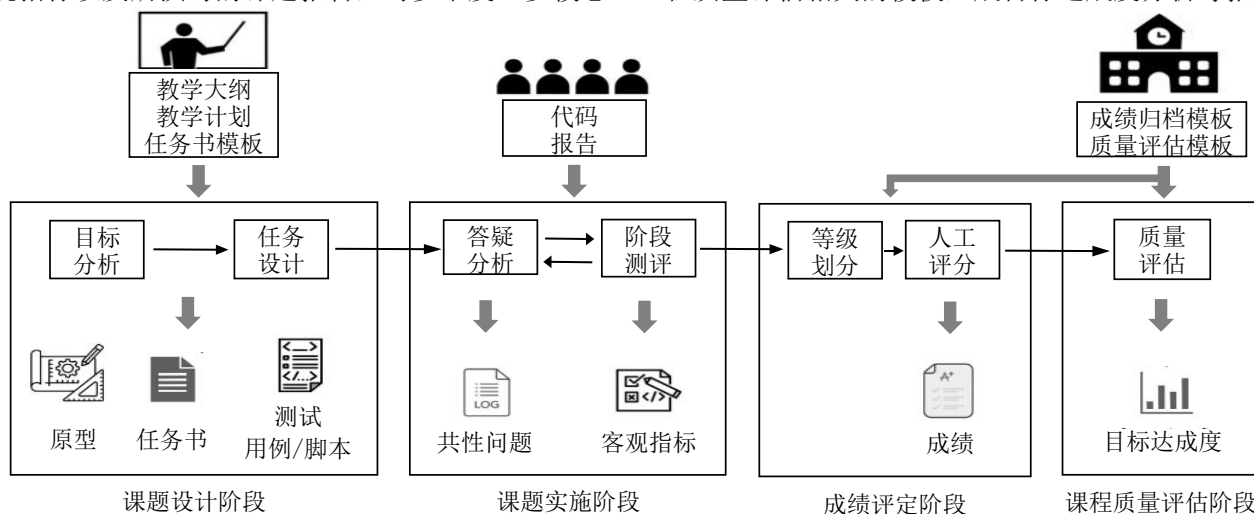 教学大纲
教学计划
任务书模板
代码
报告
成绩归档模板
质量评估模板
目标
分析
任务
设计
答疑
分析
阶段
测评
等级
划分
人工
评分
质量
评估
LOG
A+
原型
任务书
测试
用例/脚本
共性问题
客观指标
成绩
目标达成度
课题设计阶段
课题实施阶段
成绩评定阶段
课程质量评估阶段